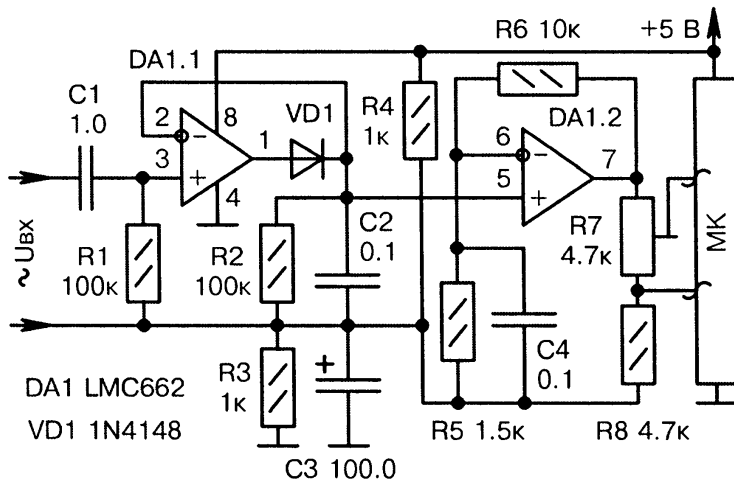 R6 10к
+5 В
DA1.1
C1
1.0
2
8
VD1
R4
1к
DA1.2
1
6
7
3
5
4
~Uвх
R1
100к
R2
100к
C2
0.1
R7
4.7к
МК
+
C4
0.1
R3
1к
DA1 LMC662
VD1 1N4148
R5 1.5к
R8 4.7к
C3 100.0